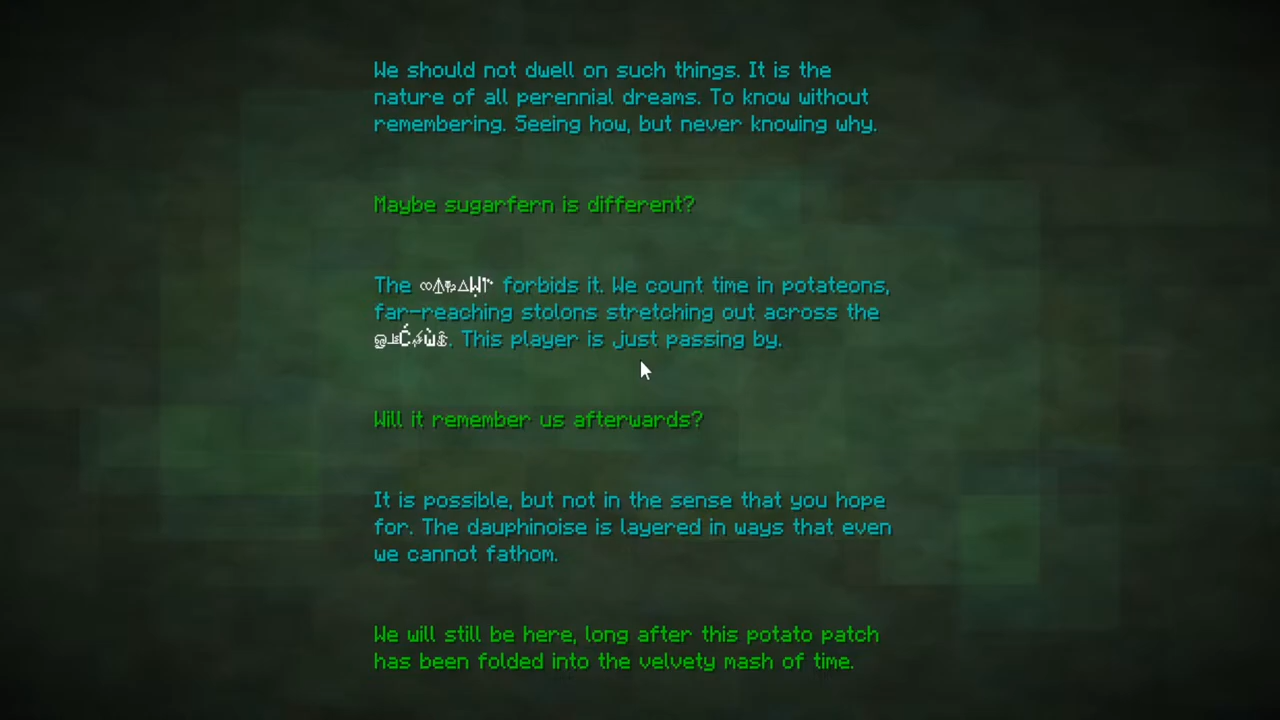 We should not dwell on such things. It is the
nature of all perennial dreams. To know without
remembering. Seeing how, but never knowing why.
Maybe sugarfern is different?
The forbids it. We count time in potateons,
far-reaching stolons stretching out across the
. This player is just passing by.
Will it remember us afterwards?
It is possible, but not in the sense that you hope
for. The dauphinoise is layered in ways that even
we cannot fathom.
We will still be here, long after this potato patch
has been folded into the velvety mash of time.